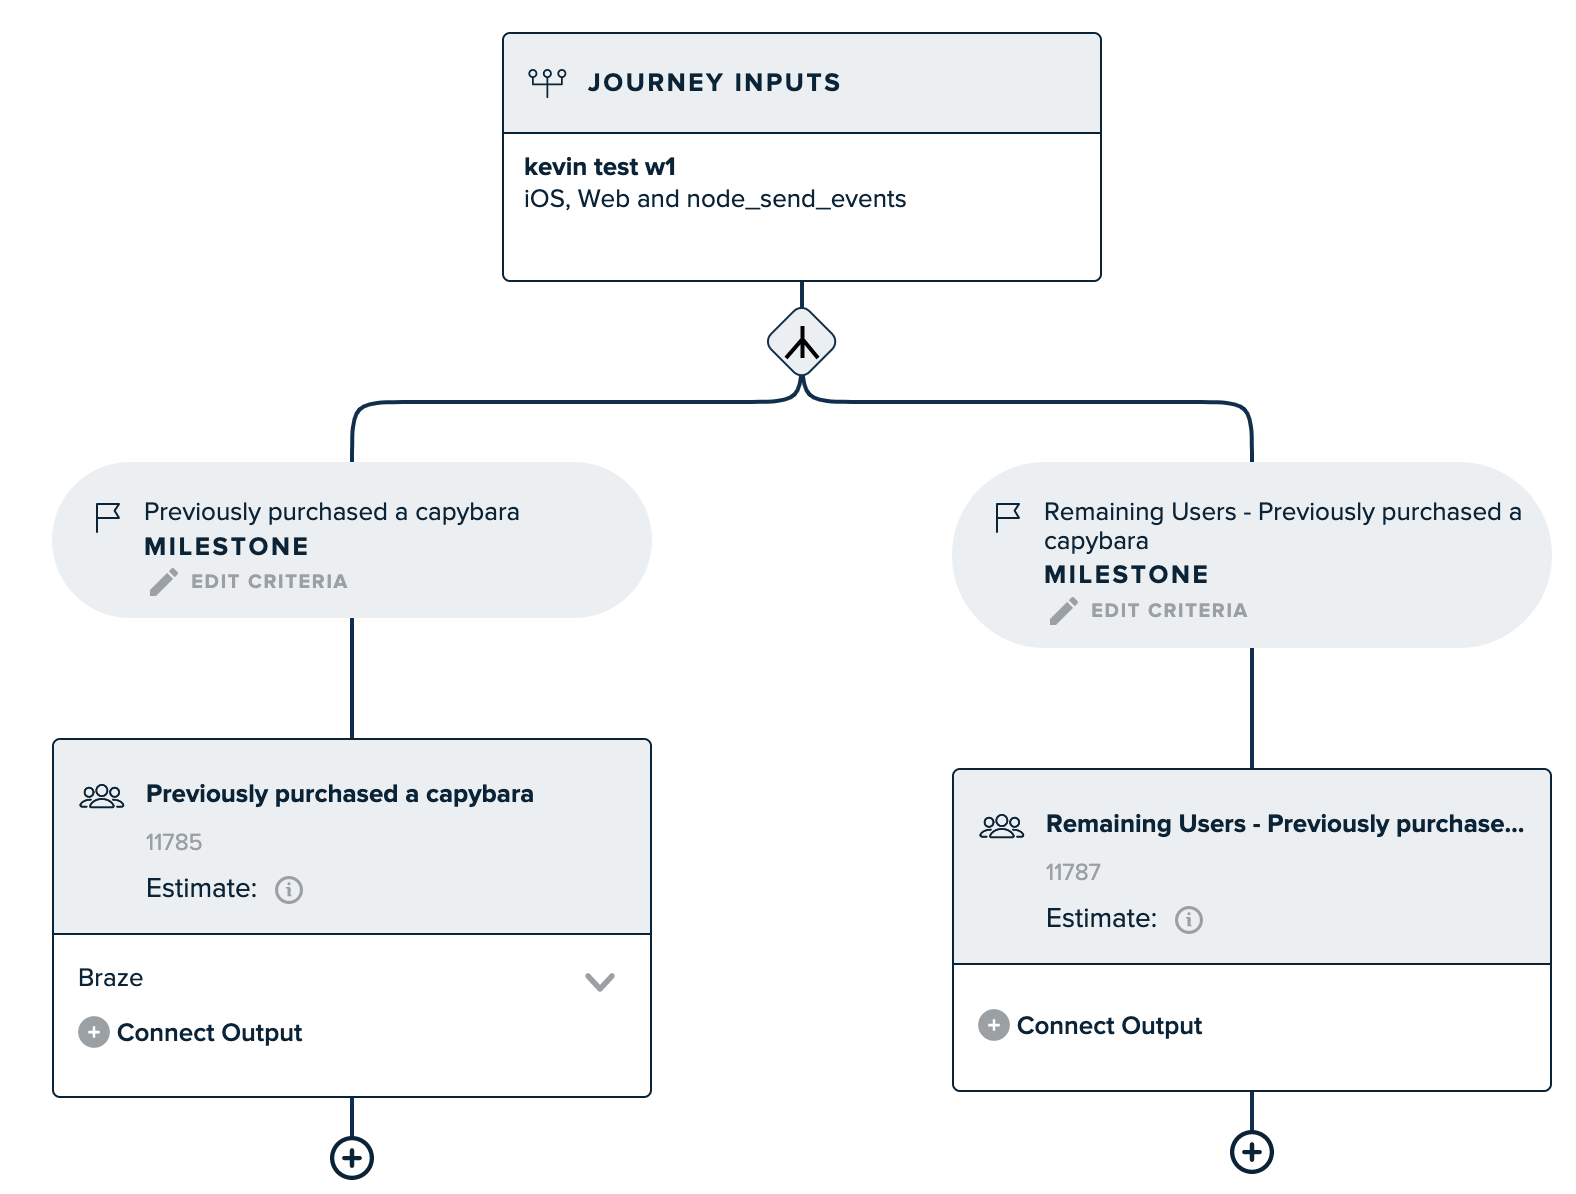 JOURNEY INPUTS
kevin test w1
iOS, Web and node_send_events
Previously purchased a capybara
MILESTONE
EDIT CRITERIA
Remaining Users - Previously purchased a
capybara
MILESTONE
EDIT CRITERIA
Previously purchased a capybara
11785
Estimate:
Braze
Connect Output
Remaining Users - Previously purchase...
11787
Estimate:
Connect Output